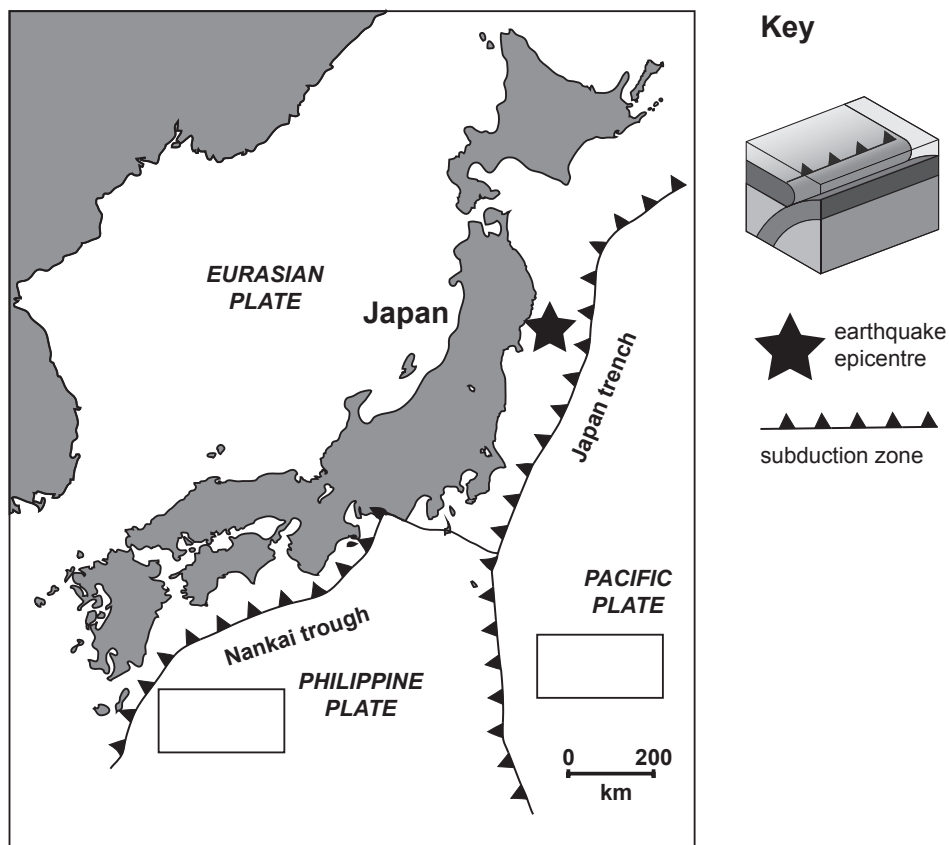 Key
EURASIAN
PLATE
Japan
earthquake
epicentre
Japan trench
subduction zone
PACIFIC
PLATE
Nankai trough
PHILIPPINE
PLATE
0 200
km